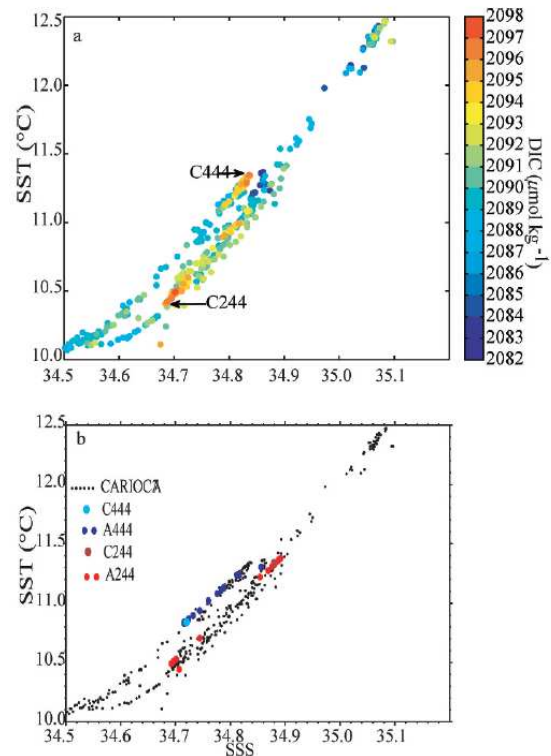 a
12.5
12.0
11.5
11.0
10.5
10.0
SST (°C)
C444
C244
34.5 34.6 34.7 34.8 34.9 35.0 35.1
2098
2097
2096
2095
2094
2093
2092
2091
2090
2089
2088
2087
2086
2085
2084
2083
2082
DIC (μmol kg⁻¹)
b
12.5
12.0
11.5
11.0
10.5
10.0
SST (°C)
CARIOCA
C444
A444
C244
A244
34.5 34.6 34.7 34.8 34.9 35.0 35.1
SSS